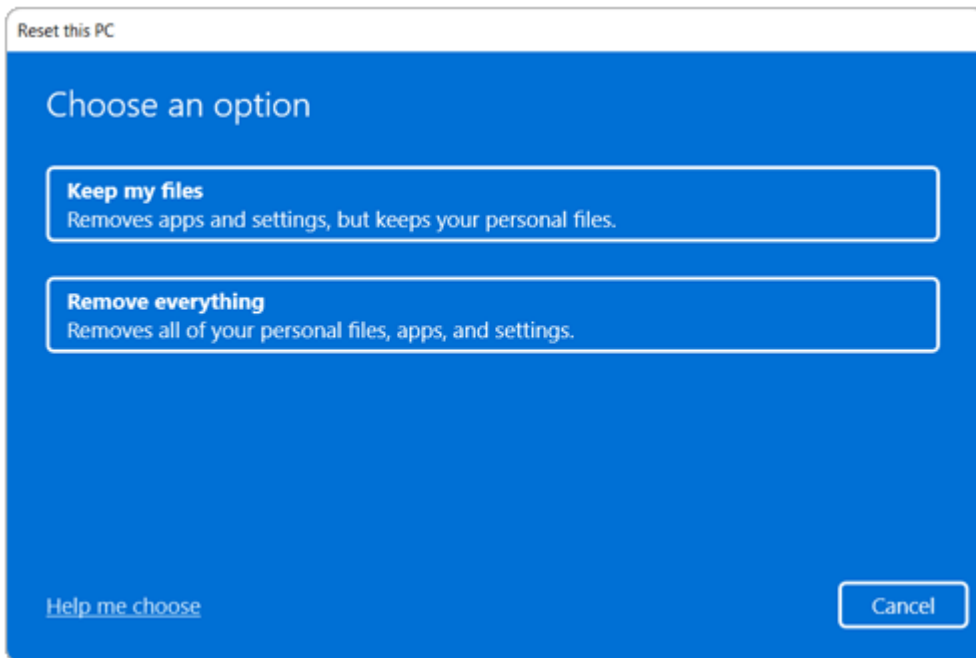 Reset this PC
Choose an option
Keep my files
Removes apps and settings, but keeps your personal files.
Remove everything
Removes all of your personal files, apps, and settings.
Help me choose
Cancel